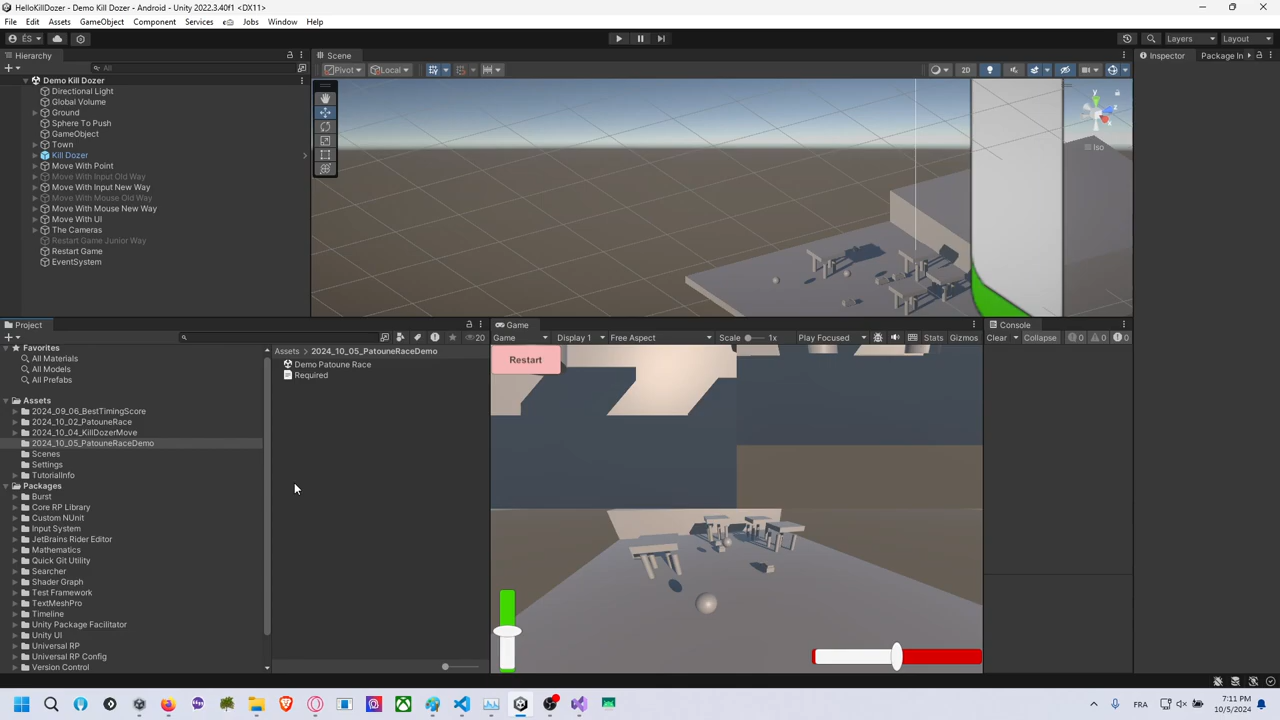 HelloKillDozer - Demo Kill Dozer - Android - Unity 2022.3.40f1 <DX11>
File Edit Assets GameObject Component Services Jobs Window Help
ÉS Layers Layout
Hierarchy Scene Inspector Package In
All Pivot Local 2D
Demo Kill Dozer
Directional Light
Global Volume
Ground
Sphere To Push
GameObject
Town
Kill Dozer
Move With Point
Move With Input Old Way
Move With Input New Way
Move With Mouse Old Way
Move With Mouse New Way
Move With UI
The Cameras
Restart Game Junior Way
Restart Game
EventSystem
y
z
x
Iso
Project Game Console
20 Game Display 1 Free Aspect Scale 1x Play Focused Stats Gizmos Clear Collapse 0 0 0
Favorites
All Materials
All Models
All Prefabs
Assets
2024_09_06_BestTimingScore
2024_10_02_PatouneRace
2024_10_04_KillDozerMove
2024_10_05_PatouneRaceDemo
Scenes
Settings
TutorialInfo
Packages
Burst
Core RP Library
Custom NUnit
Input System
JetBrains Rider Editor
Mathematics
Quick Git Utility
Searcher
Shader Graph
Test Framework
TextMeshPro
Timeline
Unity Package Facilitator
Unity UI
Universal RP
Universal RP Config
Version Control
Assets > 2024_10_05_PatouneRaceDemo
Demo Patoune Race
Required
Restart
FRA 7:11 PM
10/5/2024